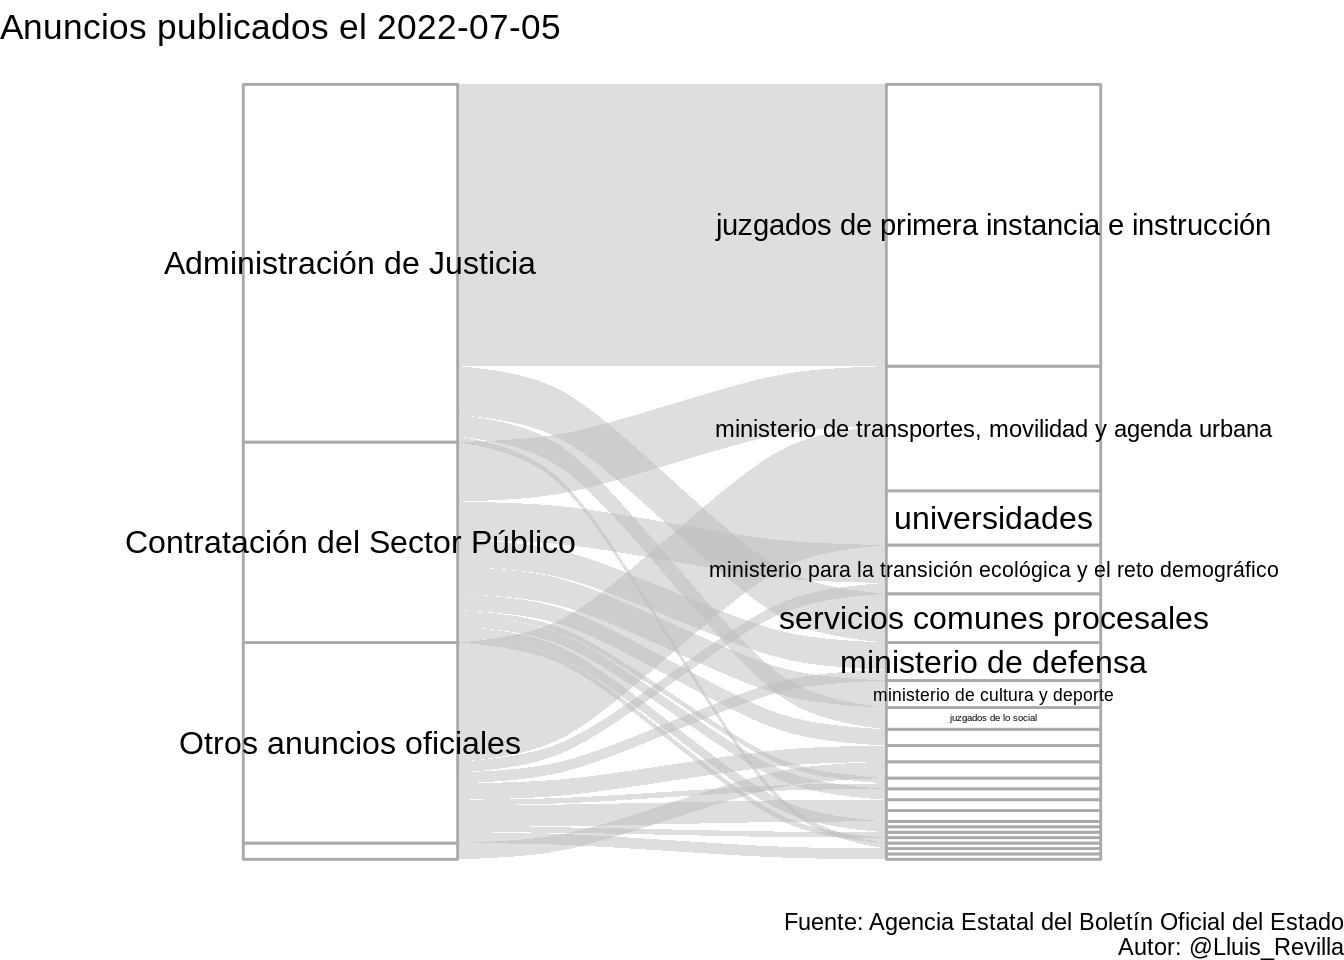 Anuncios publicados el 2022-07-05
juzgados de primera instancia e instrucción
Administración de Justicia
ministerio de transportes, movilidad y agenda urbana
universidades
Contratación del Sector Público
ministerio para la transición ecológica y el reto demográfico
servicios comunes procesales
ministerio de defensa
ministerio de cultura y deporte
juzgados de lo social
Otros anuncios oficiales
Fuente: Agencia Estatal del Boletín Oficial del Estado
Autor: @Lluis_Revilla